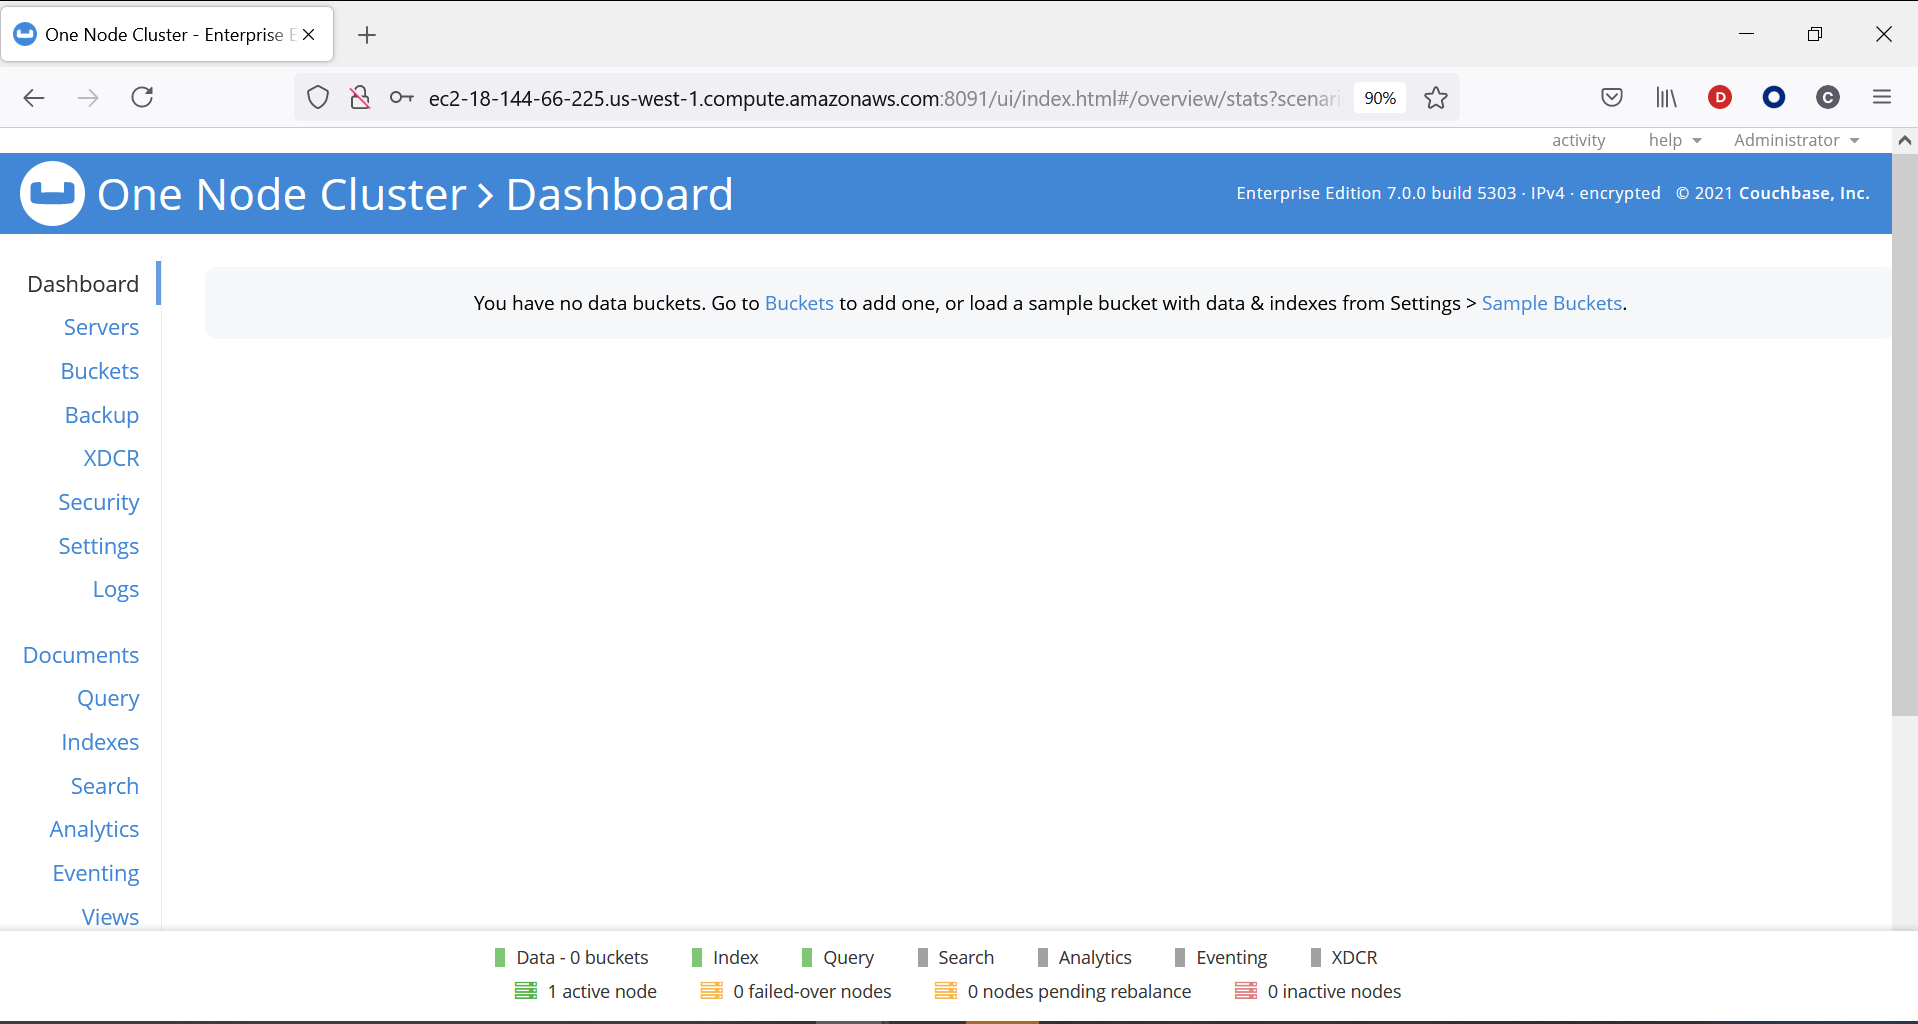 One Node Cluster - Enterprise E
ec2-18-144-66-225.us-west-1.compute.amazonaws.com:8091/ui/index.html#/overview/stats?scenari 90%
D
C
activity help Administrator
One Node Cluster > Dashboard
Enterprise Edition 7.0.0 build 5303 · IPv4 · encrypted © 2021 Couchbase, Inc.
Dashboard
Servers
Buckets
Backup
XDCR
Security
Settings
Logs
Documents
Query
Indexes
Search
Analytics
Eventing
Views
You have no data buckets. Go to Buckets to add one, or load a sample bucket with data & indexes from Settings > Sample Buckets.
Data - 0 buckets Index Query Search Analytics Eventing XDCR
1 active node 0 failed-over nodes 0 nodes pending rebalance 0 inactive nodes